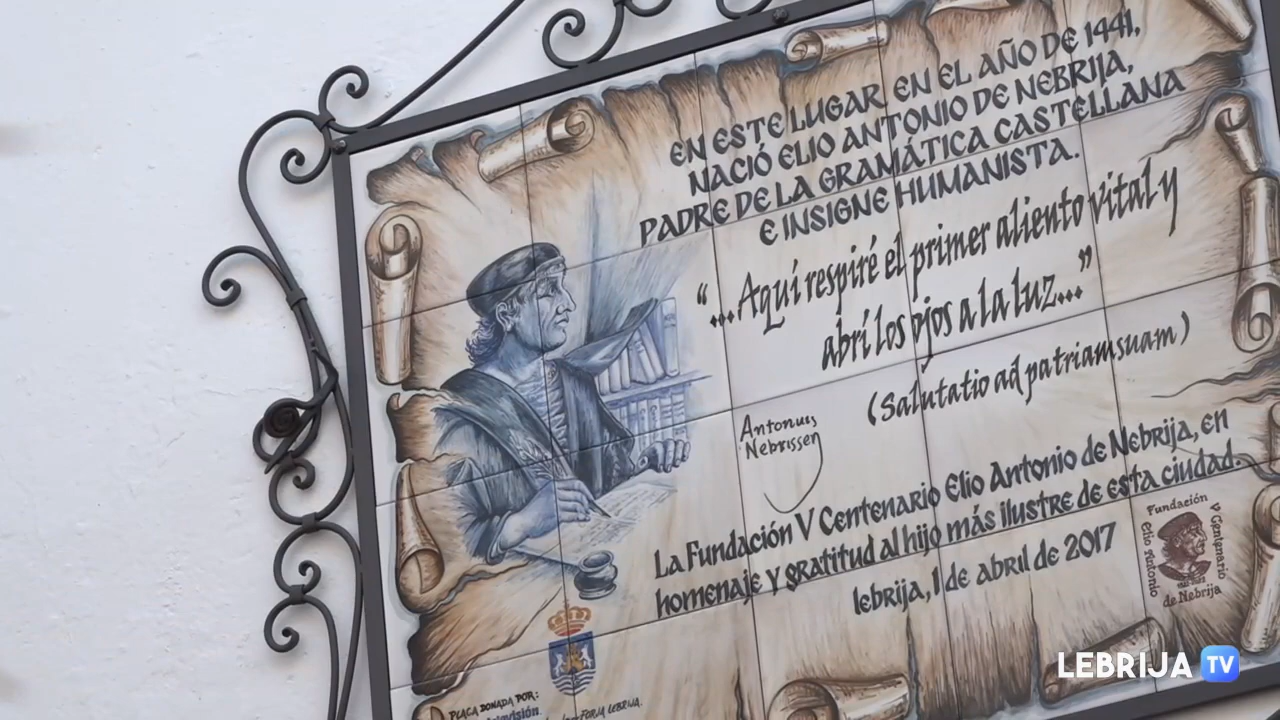 EN ESTE LUGAR, EN EL AÑO DE 1441,
NACIÓ ELIO ANTONIO DE NEBRIJA,
PADRE DE LA GRAMÁTICA CASTELLANA
E INSIGNE HUMANISTA.
"...Aquí respiré el primer aliento vital y
abrí los ojos a la luz..."
(Salutatio ad patriam suam)
Antonius
Nebrissen
La Fundación V Centenario Elio Antonio de Nebrija, en
homenaje y gratitud al hijo más ilustre de esta ciudad.
lebrija, 1 de abril de 2017
Fundación
V Centenario
Elio Antonio
de Nebrija
PLACA DONADA POR:
FORJA LEBRIJA.
LEBRIJA TV